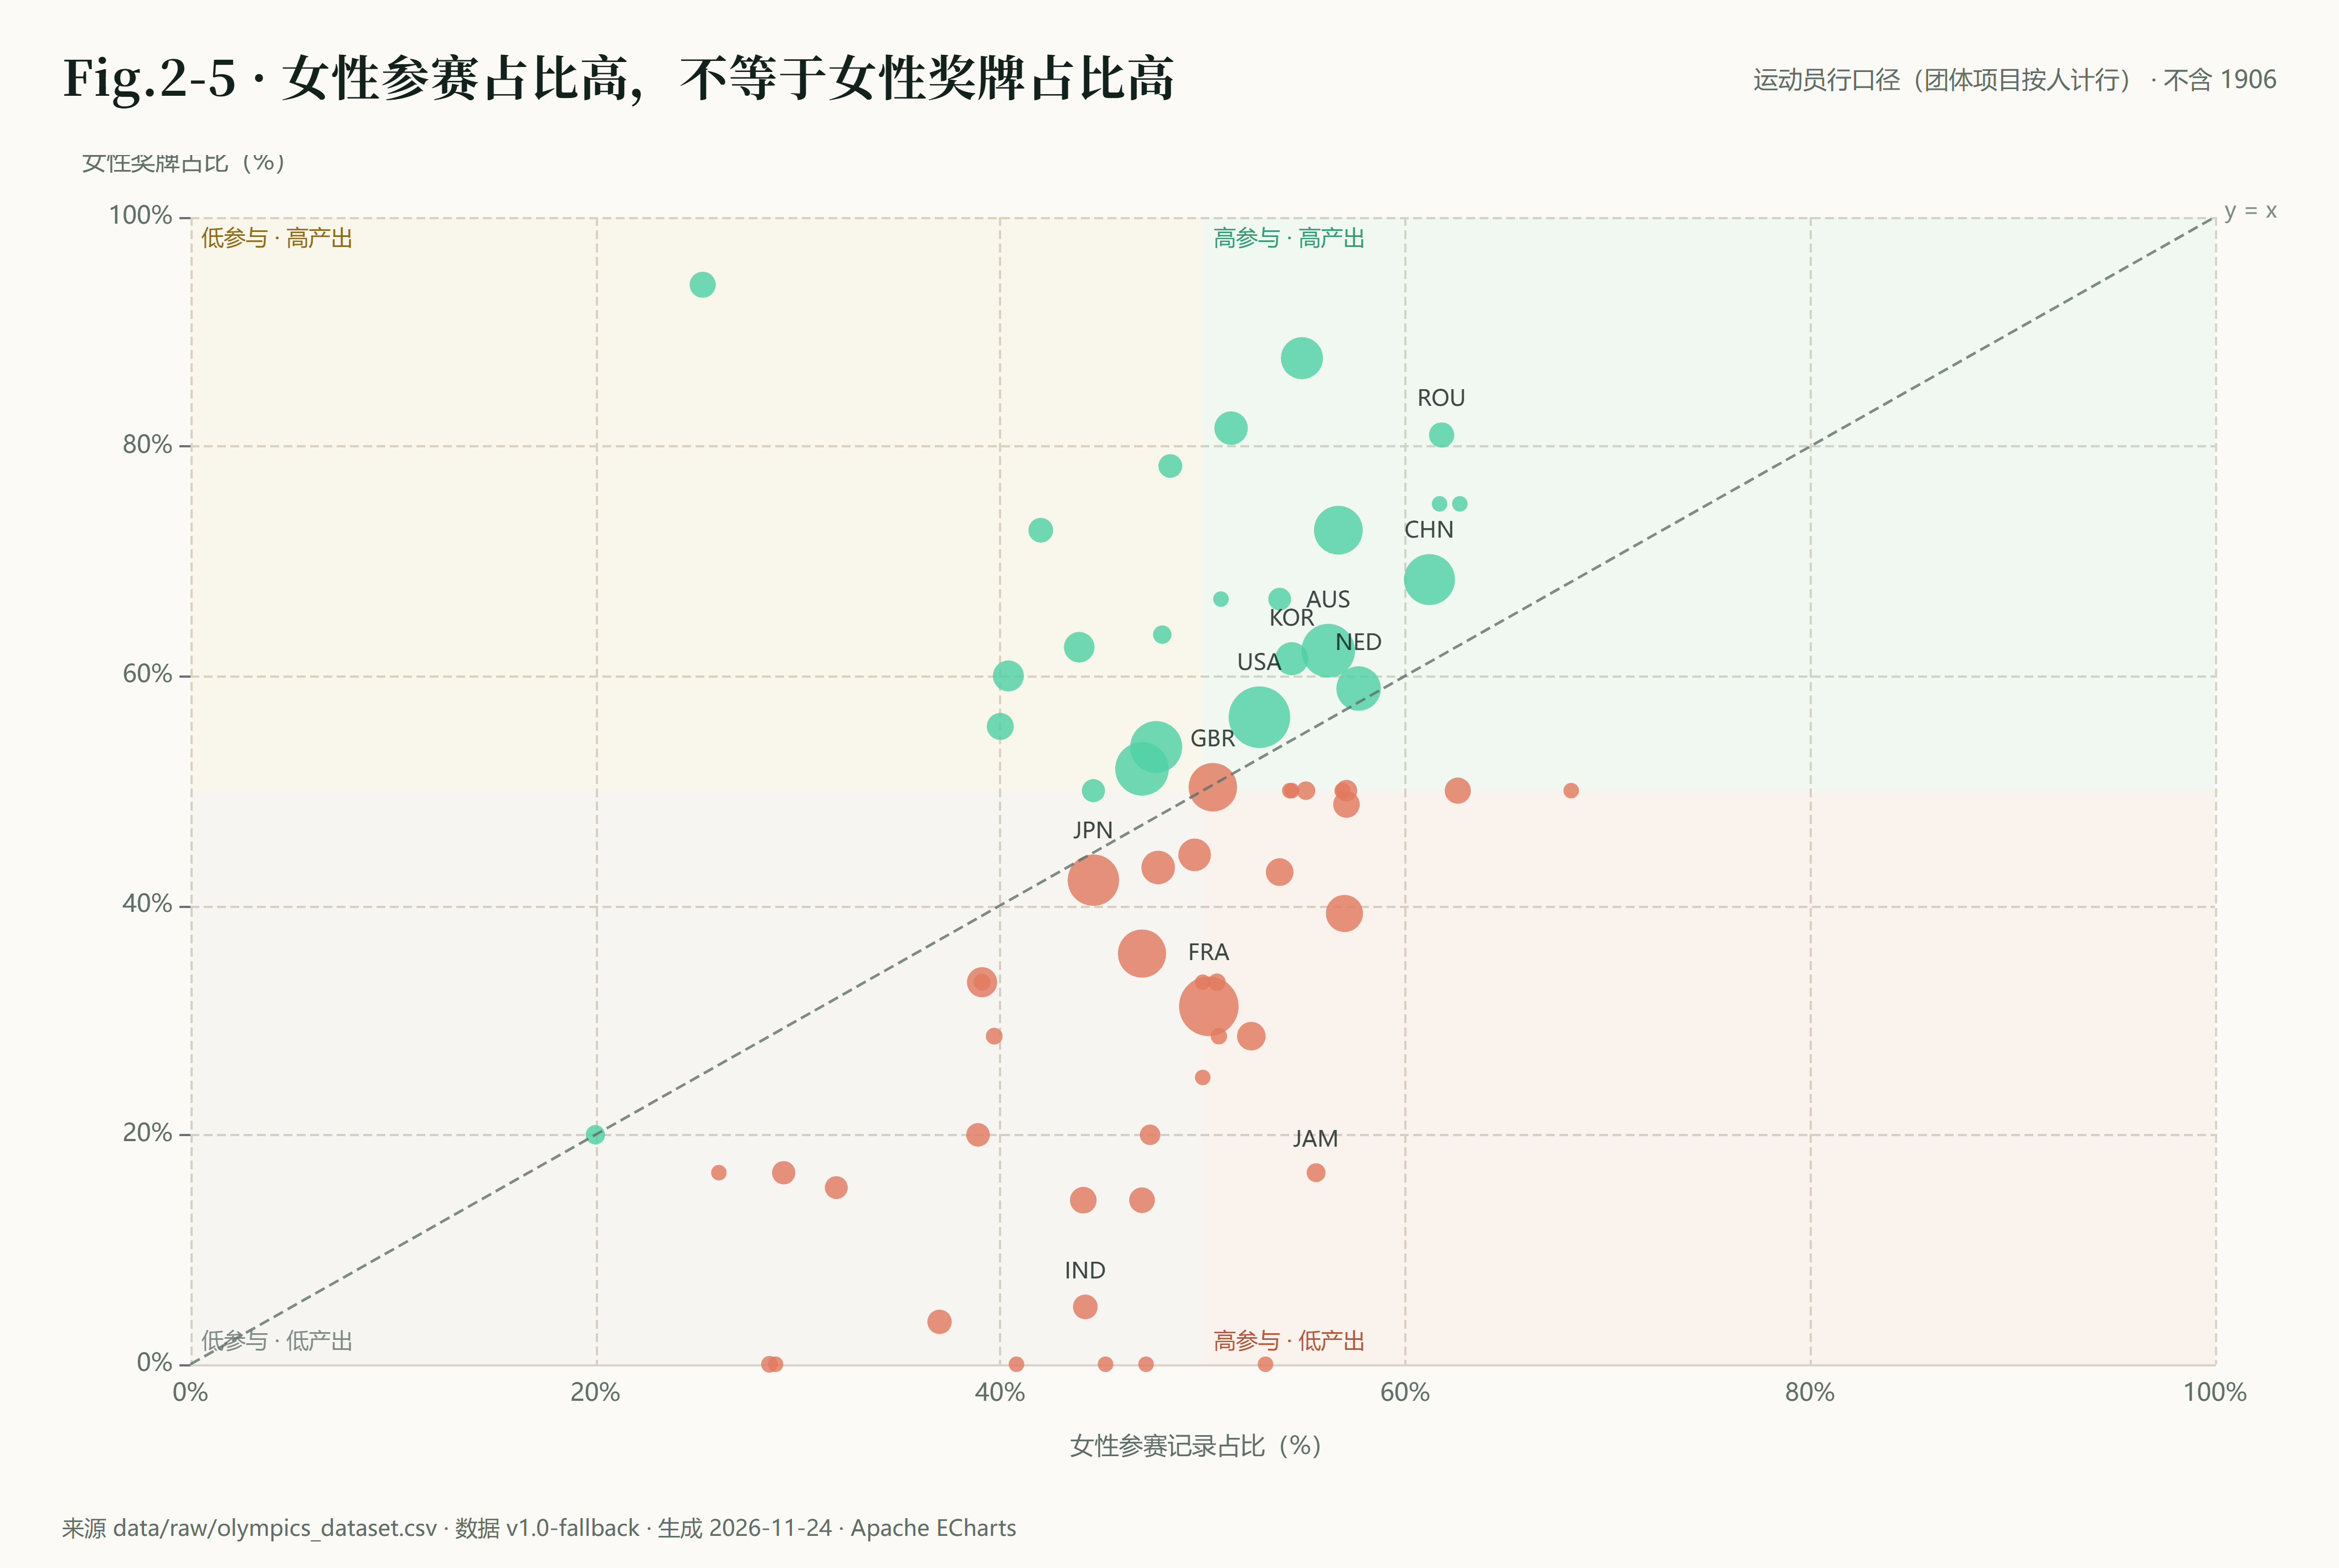 Fig.2-5 · 女性参赛占比高，不等于女性奖牌占比高
运动员行口径（团体项目按人计行） · 不含 1906
女性奖牌占比（%）
100%
y = x
低参与 · 高产出
高参与 · 高产出
ROU
80%
CHN
AUS
KOR
NED
USA
60%
GBR
JPN
40%
FRA
20%
JAM
IND
低参与 · 低产出
高参与 · 低产出
0%
0%
20%
40%
60%
80%
100%
女性参赛记录占比（%）
来源 data/raw/olympics_dataset.csv · 数据 v1.0-fallback · 生成 2026-11-24 · Apache ECharts